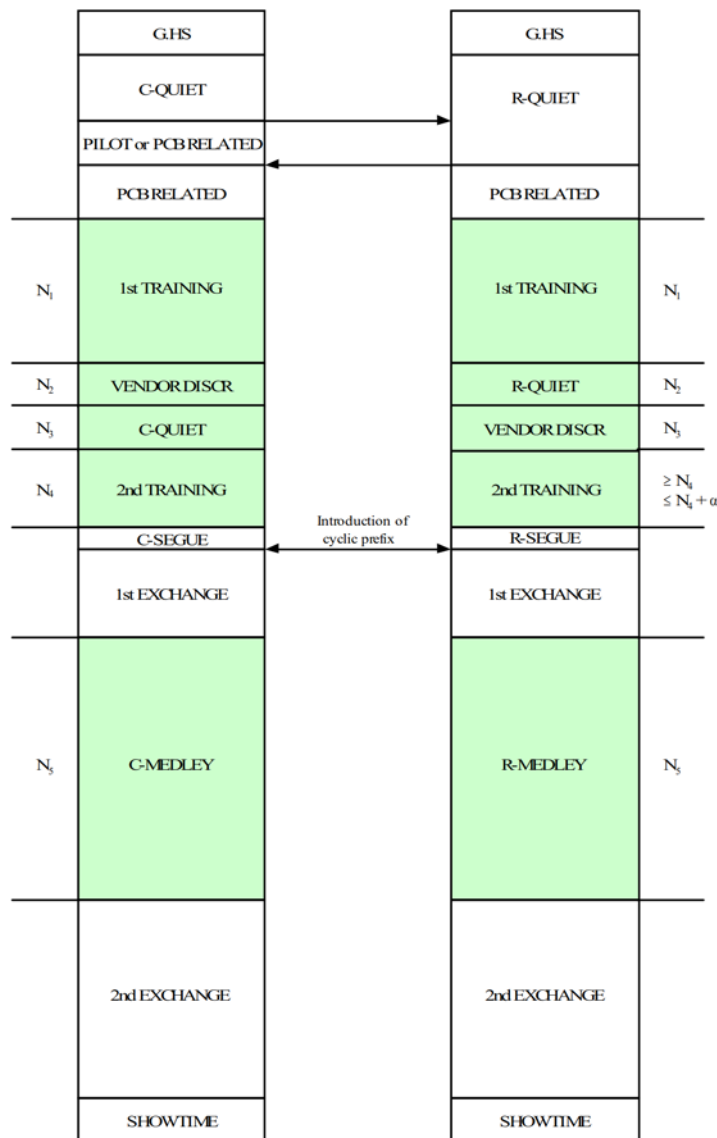 G.HS
G.HS
C-QUIET
R-QUIET
PILOT or PCB RELATED
PCB RELATED
PCB RELATED
N₁
1st TRAINING
1st TRAINING
N₁
N₂
VENDOR DISCR
R-QUIET
N₂
N₃
C-QUIET
VENDOR DISCR
N₃
N₄
2nd TRAINING
2nd TRAINING
≥ N₄
≤ N₄ + α
Introduction of
cyclic prefix
C-SEGUE
R-SEGUE
1st EXCHANGE
1st EXCHANGE
N₅
C-MEDLEY
R-MEDLEY
N₅
2nd EXCHANGE
2nd EXCHANGE
SHOWTIME
SHOWTIME